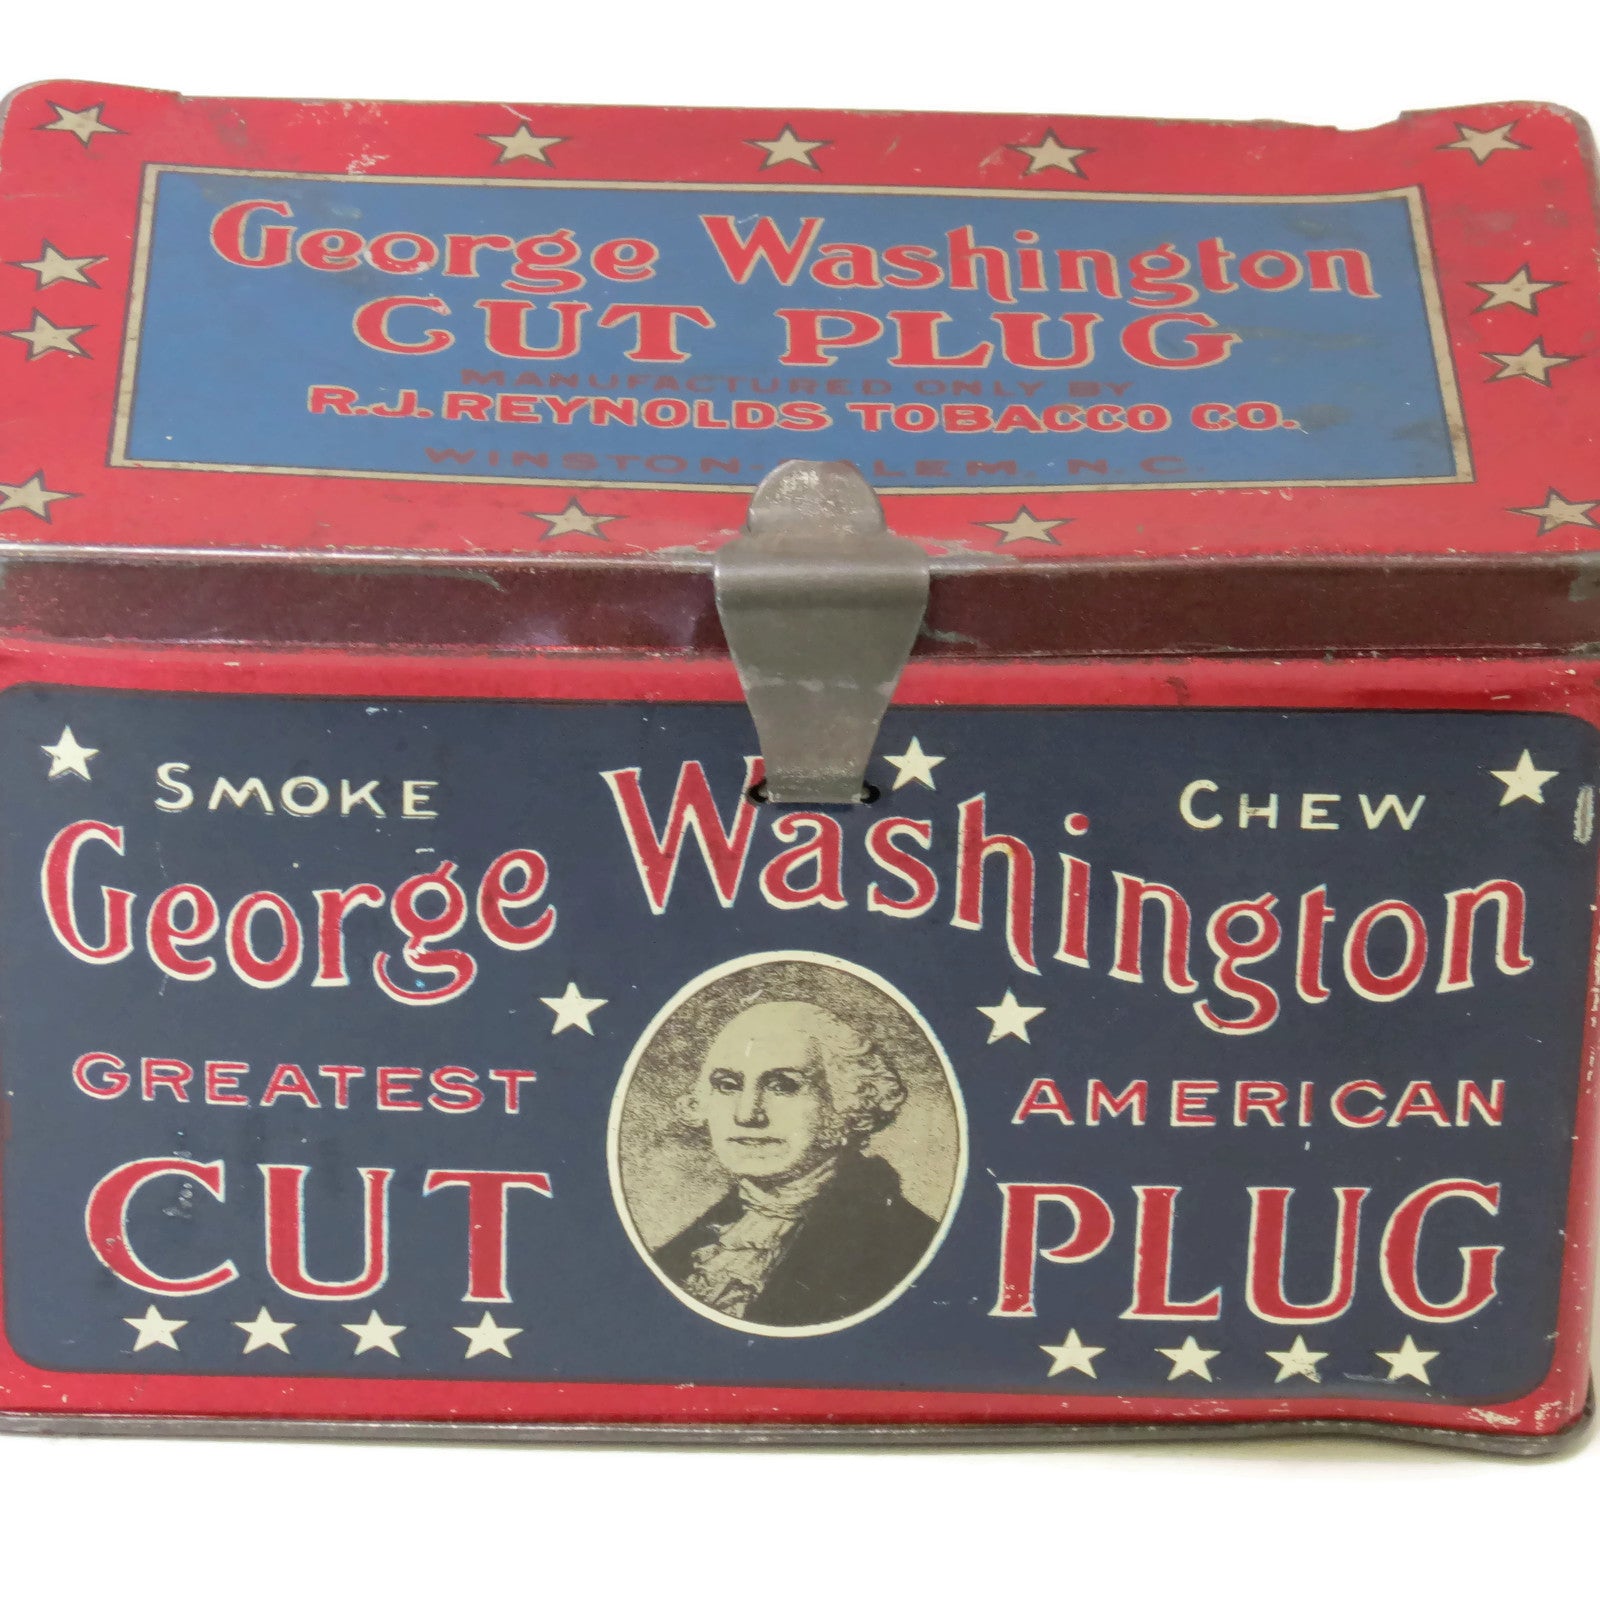 George Washington
CUT PLUG
MANUFACTURED ONLY BY
R.J. REYNOLDS TOBACCO CO.
WINSTON-SALEM, N.C.
SMOKE CHEW
George Washington
GREATEST AMERICAN
CUT PLUG